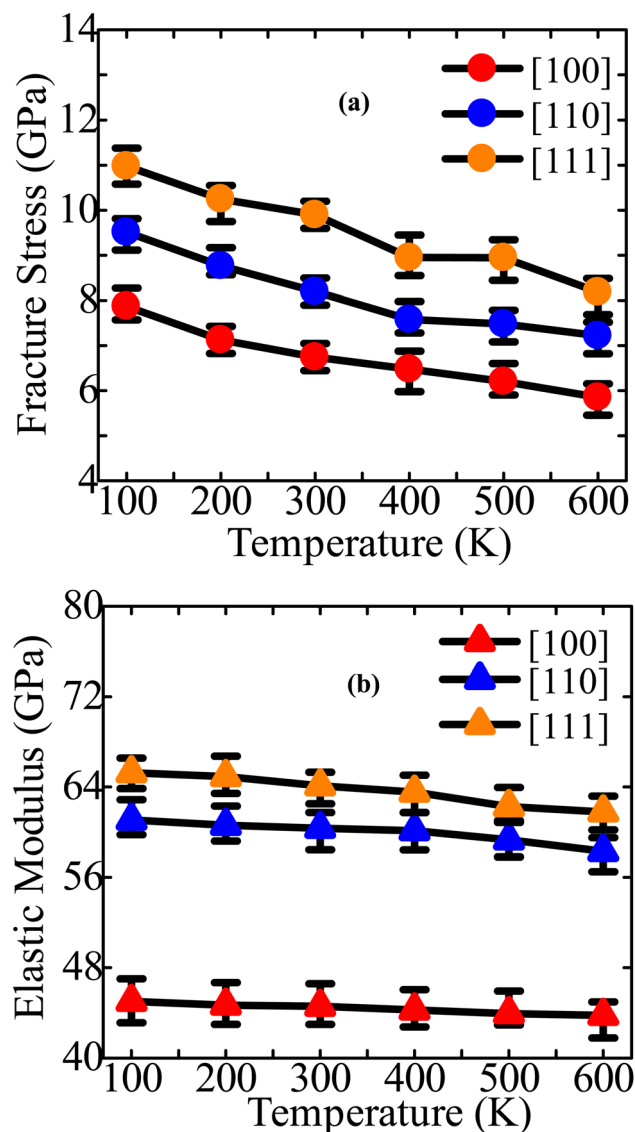 14
12
10
8
6
4
Fracture Stress (GPa)
(a)
[100]
[110]
[111]
100 200 300 400 500 600
Temperature (K)
80
72
64
56
48
40
Elastic Modulus (GPa)
(b)
[100]
[110]
[111]
100 200 300 400 500 600
Temperature (K)